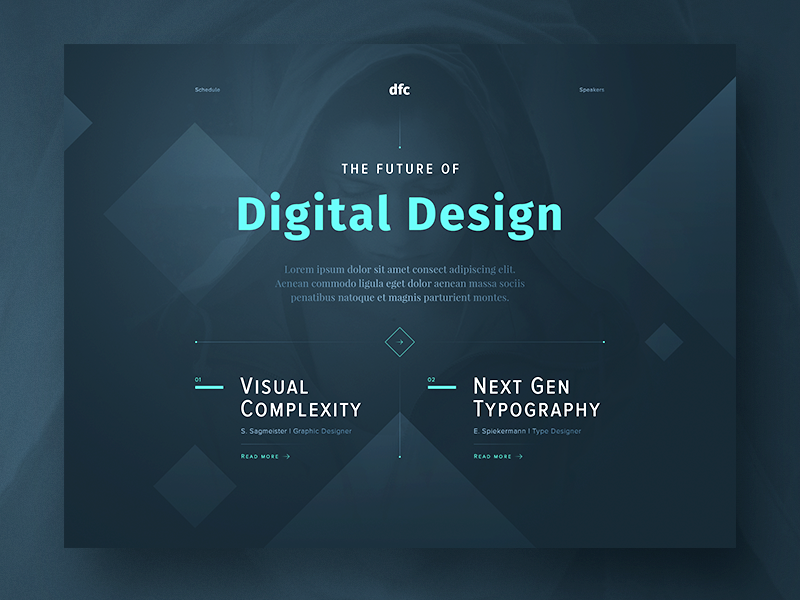 Schedule
dfc
Speakers
THE FUTURE OF
Digital Design
Lorem ipsum dolor sit amet consect adipiscing elit.
Aenean commodo ligula eget dolor aenean massa sociis
penatibus natoque et magnis parturient montes.
01
VISUAL
COMPLEXITY
S. Sagmeister | Graphic Designer
READ MORE →
02
NEXT GEN
TYPOGRAPHY
E. Spiekermann | Type Designer
READ MORE →